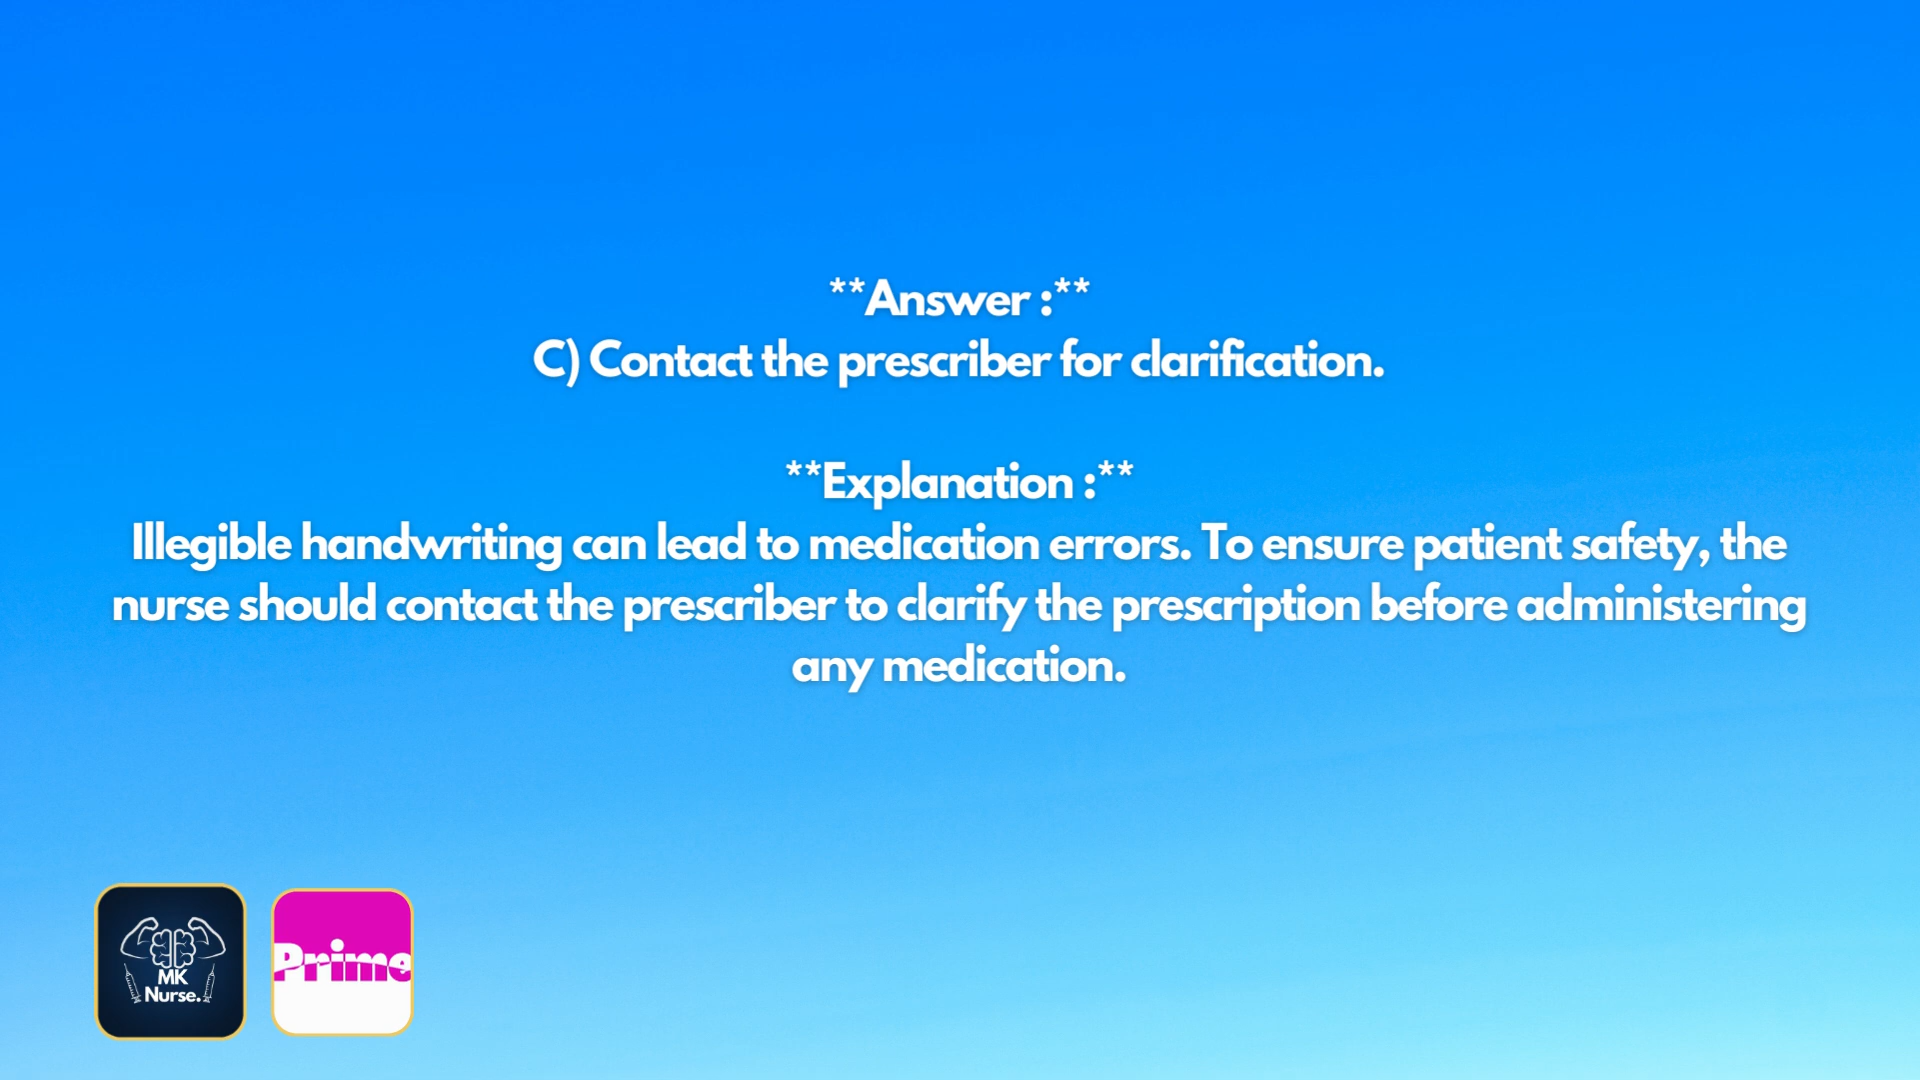 **Answer :**
C) Contact the prescriber for clarification.
**Explanation :**
Illegible handwriting can lead to medication errors. To ensure patient safety, the
nurse should contact the prescriber to clarify the prescription before administering
any medication.
MK
Nurse.
Prime